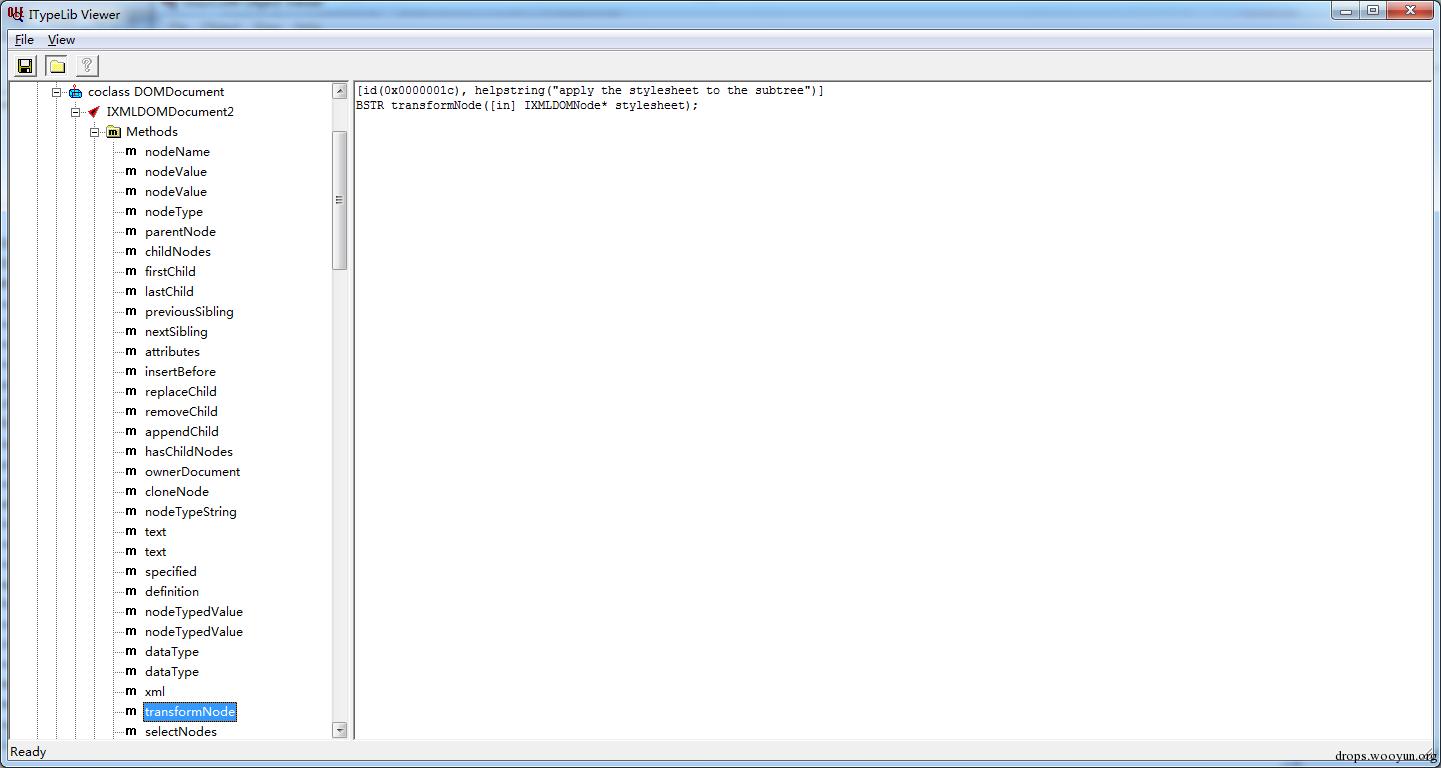 ITypeLib Viewer
File View
coclass DOMDocument
IXMLDOMDocument2
Methods
nodeName
nodeValue
nodeValue
nodeType
parentNode
childNodes
firstChild
lastChild
previousSibling
nextSibling
attributes
insertBefore
replaceChild
removeChild
appendChild
hasChildNodes
ownerDocument
cloneNode
nodeTypeString
text
text
specified
definition
nodeTypedValue
nodeTypedValue
dataType
dataType
xml
transformNode
selectNodes
[id(0x0000001c), helpstring("apply the stylesheet to the subtree")]
BSTR transformNode([in] IXMLDOMNode* stylesheet);
Ready
drops.wooyun.org